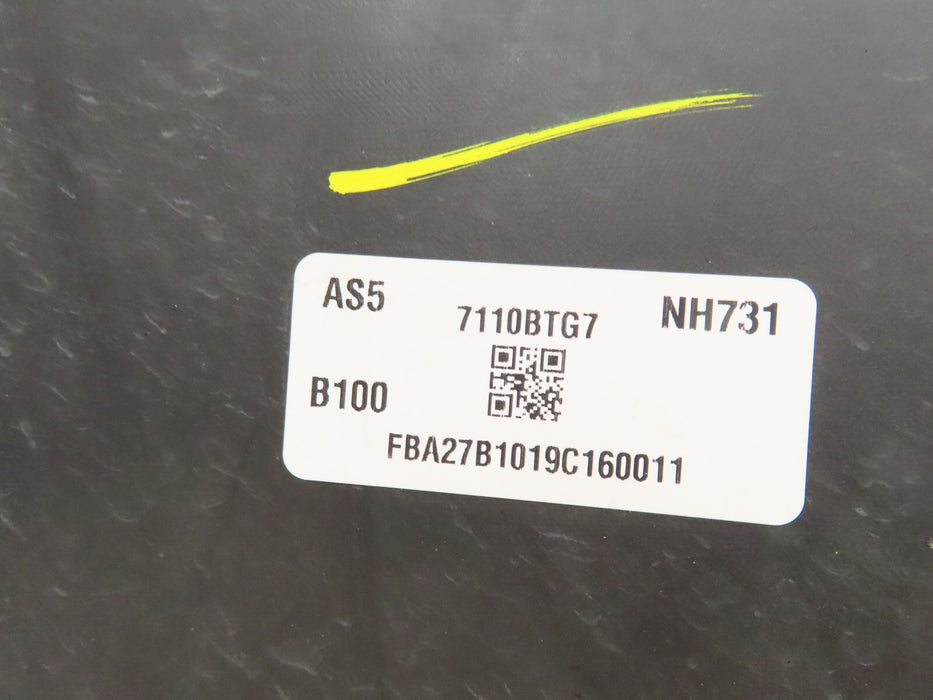 AS5
7110BTG7
NH731
B100
FBA27B1019C160011